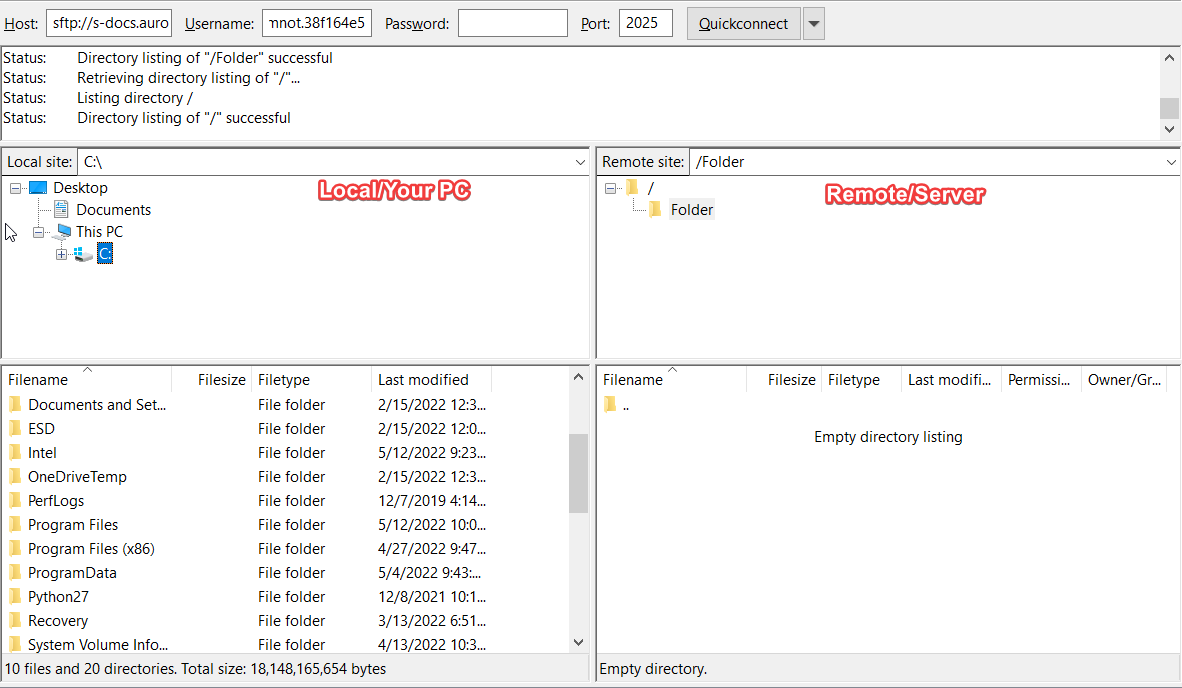 Host: sftp://s-docs.auro Username: mnot.38f164e5 Password: Port: 2025 Quickconnect
Status: Directory listing of "/Folder" successful
Status: Retrieving directory listing of "/"...
Status: Listing directory /
Status: Directory listing of "/" successful
Local site: C:\
Desktop
Documents
This PC
C:
Local/Your PC
Remote site: /Folder
/
Folder
Remote/Server
Filename Filesize Filetype Last modified
Documents and Set... File folder 2/15/2022 12:3...
ESD File folder 2/15/2022 12:0...
Intel File folder 5/12/2022 9:23...
OneDriveTemp File folder 2/15/2022 12:3...
PerfLogs File folder 12/7/2019 4:14...
Program Files File folder 5/12/2022 10:0...
Program Files (x86) File folder 4/27/2022 9:47...
ProgramData File folder 5/4/2022 9:43:...
Python27 File folder 12/8/2021 10:1...
Recovery File folder 3/13/2022 6:51...
System Volume Info... File folder 4/13/2022 10:3...
10 files and 20 directories. Total size: 18,148,165,654 bytes
Filename Filesize Filetype Last modifi... Permissi... Owner/Gr...
..
Empty directory listing
Empty directory.